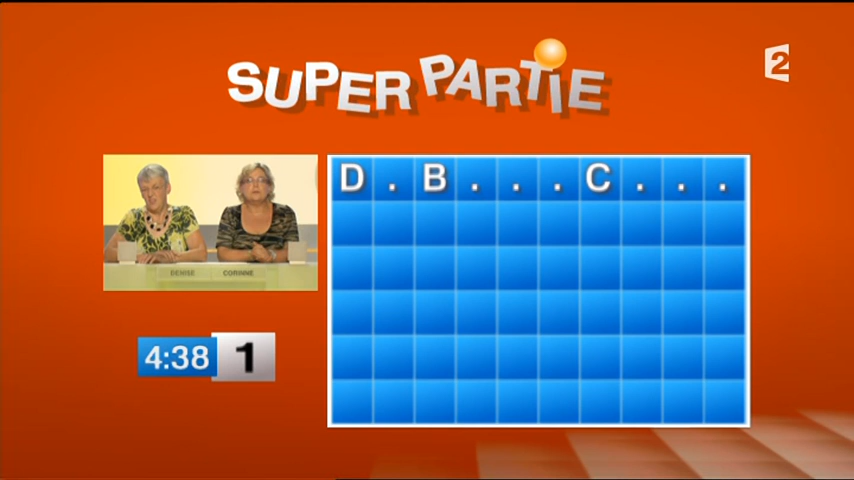 SUPER PARTIE
2
D . B . . . C . . .
DENISE CORINNE
4:38 1